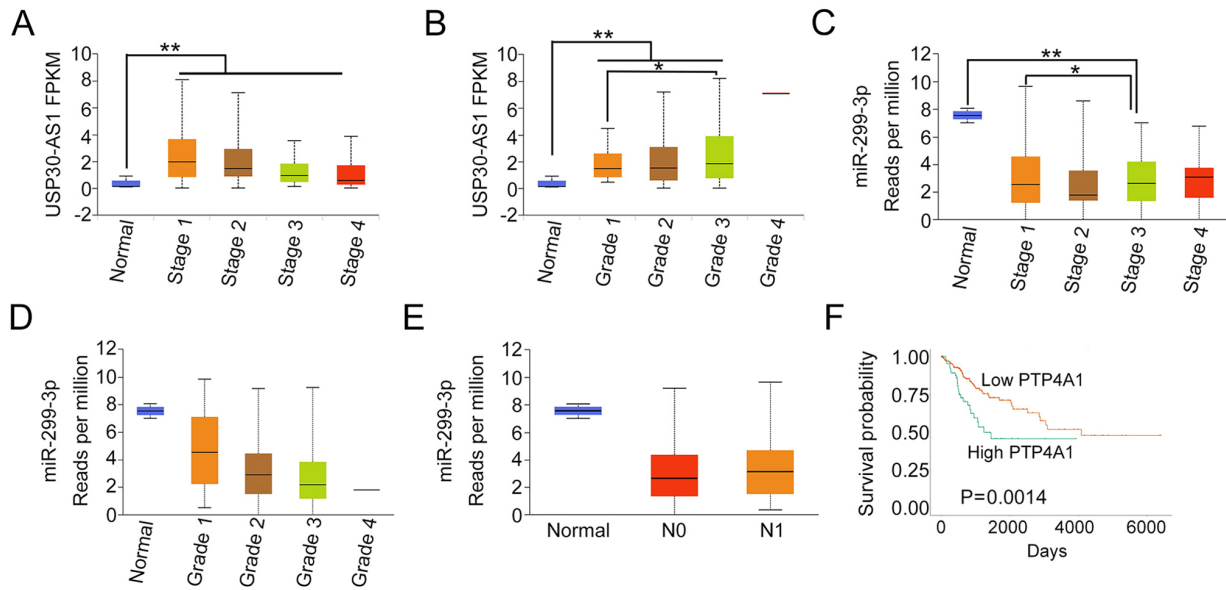 A
USP30-AS1 FPKM
10
8
6
4
2
0
-2
**
Normal
Stage 1
Stage 2
Stage 3
Stage 4
B
USP30-AS1 FPKM
10
8
6
4
2
0
-2
**
*
Normal
Grade 1
Grade 2
Grade 3
Grade 4
C
miR-299-3p
Reads per million
12
10
8
6
4
2
0
**
*
Normal
Stage 1
Stage 2
Stage 3
Stage 4
D
miR-299-3p
Reads per million
12
10
8
6
4
2
0
Normal
Grade 1
Grade 2
Grade 3
Grade 4
E
miR-299-3p
Reads per million
12
10
8
6
4
2
0
Normal
N0
N1
F
Survival probability
1.00
0.75
0.50
0.25
0.00
Low PTP4A1
High PTP4A1
P=0.0014
0
2000
4000
6000
Days